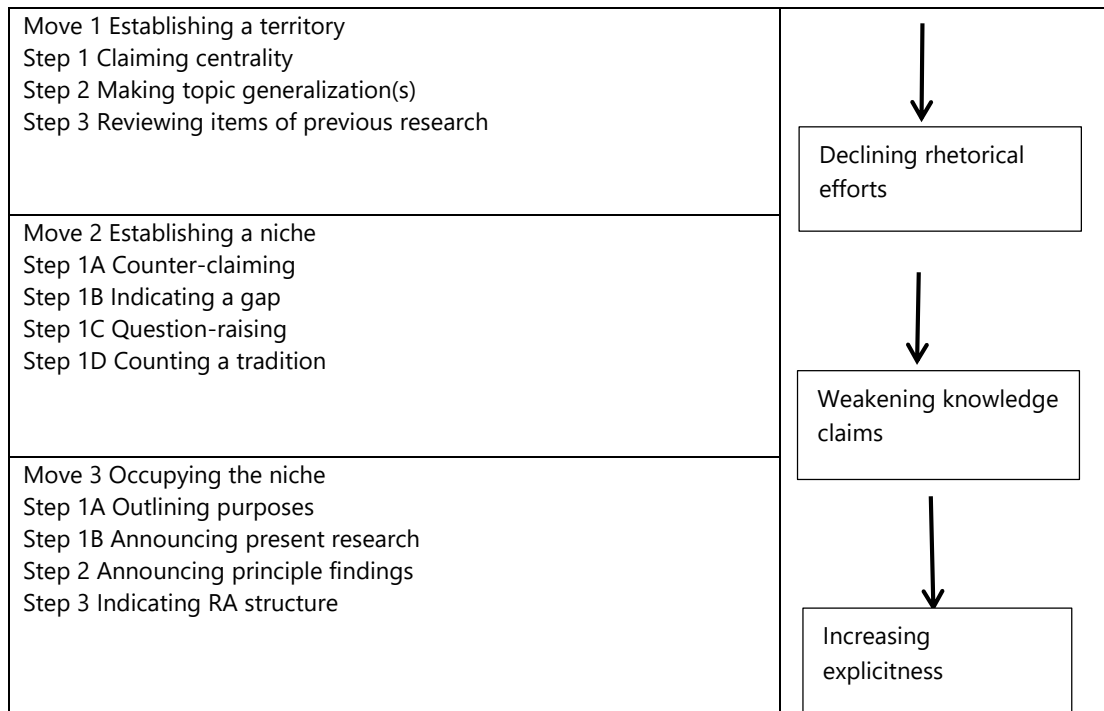 Move 1 Establishing a territory
Step 1 Claiming centrality
Step 2 Making topic generalization(s)
Step 3 Reviewing items of previous research
Declining rhetorical
efforts
Move 2 Establishing a niche
Step 1A Counter-claiming
Step 1B Indicating a gap
Step 1C Question-raising
Step 1D Counting a tradition
Weakening knowledge
claims
Move 3 Occupying the niche
Step 1A Outlining purposes
Step 1B Announcing present research
Step 2 Announcing principle findings
Step 3 Indicating RA structure
Increasing
explicitness